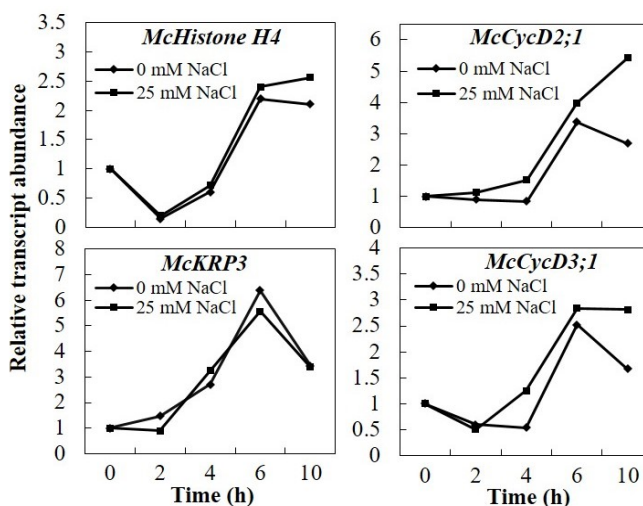 Relative transcript abundance
McHistone H4
0 mM NaCl
25 mM NaCl
3.5
3
2.5
2
1.5
1
0.5
0
McCycD2;1
0 mM NaCl
25 mM NaCl
6
5
4
3
2
1
0
McKRP3
0 mM NaCl
25 mM NaCl
8
7
6
5
4
3
2
1
0
0 2 4 6 10
Time (h)
McCycD3;1
0 mM NaCl
25 mM NaCl
4
3.5
3
2.5
2
1
0.5
0
0 2 4 6 10
Time (h)